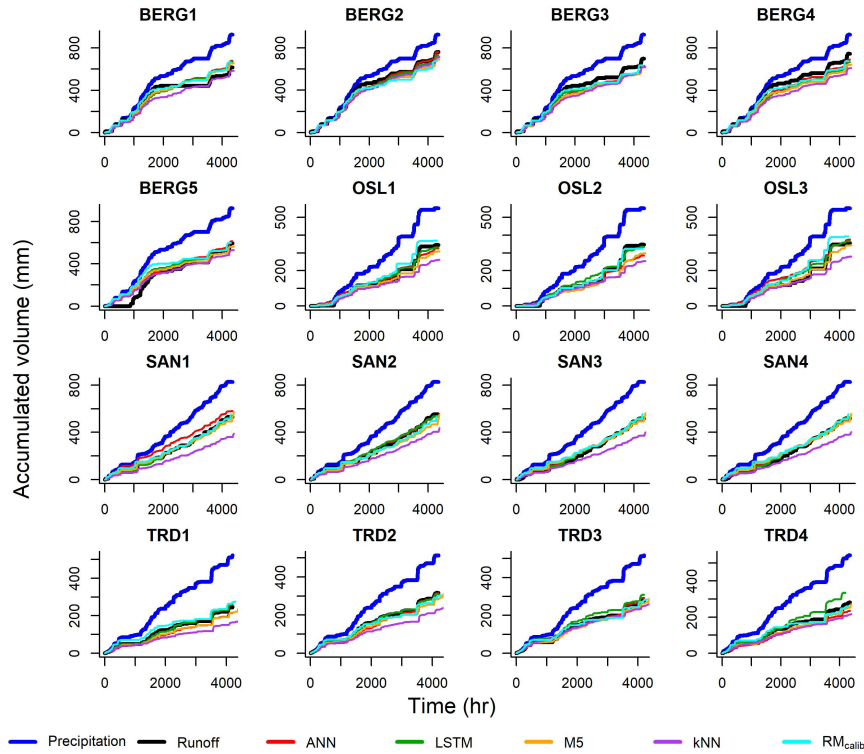 BERG1 BERG2 BERG3 BERG4
800
400
0
0 2000 4000
800
400
0
0 2000 4000
800
400
0
0 2000 4000
800
400
0
0 2000 4000
BERG5 OSL1 OSL2 OSL3
800
400
0
0 2000 4000
500
200
0
0 2000 4000
500
200
0
0 2000 4000
500
200
0
0 2000 4000
SAN1 SAN2 SAN3 SAN4
800
400
0
0 2000 4000
800
400
0
0 2000 4000
800
400
0
0 2000 4000
800
400
0
0 2000 4000
TRD1 TRD2 TRD3 TRD4
400
200
0
0 2000 4000
400
200
0
0 2000 4000
400
200
0
0 2000 4000
400
200
0
0 2000 4000
Accumulated volume (mm)
Time (hr)
Precipitation Runoff ANN LSTM M5 kNN RMcalib